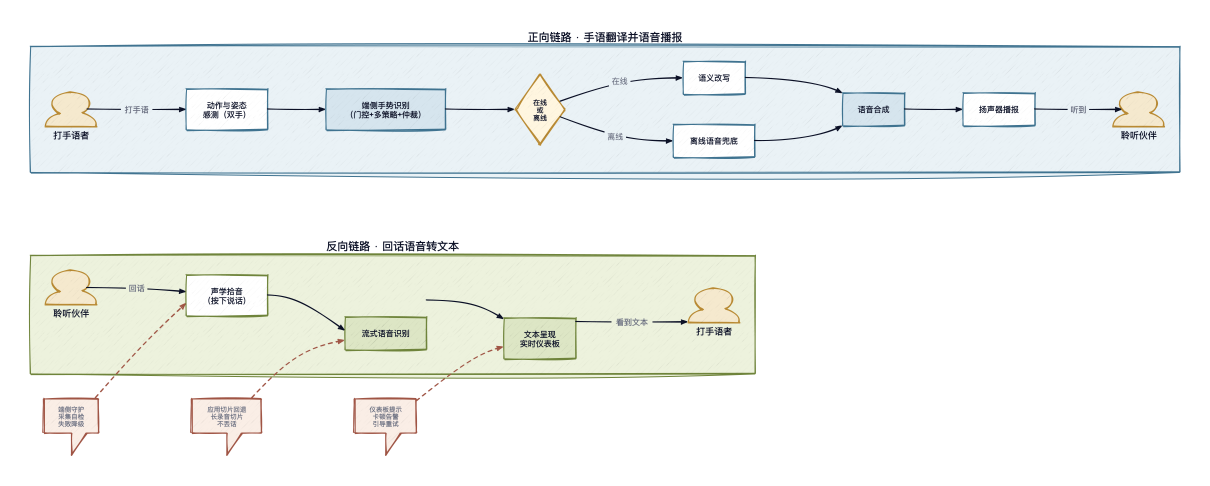 正向链路 · 手语翻译并语音播报
打手语者
打手语
动作与姿态
感测（双手）
端侧手势识别
（门控+多策略+仲裁）
在线
或
离线
在线
语义改写
离线
离线语音兜底
语音合成
扬声器播报
听到
聆听伙伴
反向链路 · 回话语音转文本
聆听伙伴
回话
声学拾音
（按下说话）
流式语音识别
文本呈现
实时仪表板
看到文本
打手语者
端侧守护
采集自检
失败降级
应用切片回退
长录音切片
不丢话
仪表板提示
卡顿告警
引导重试